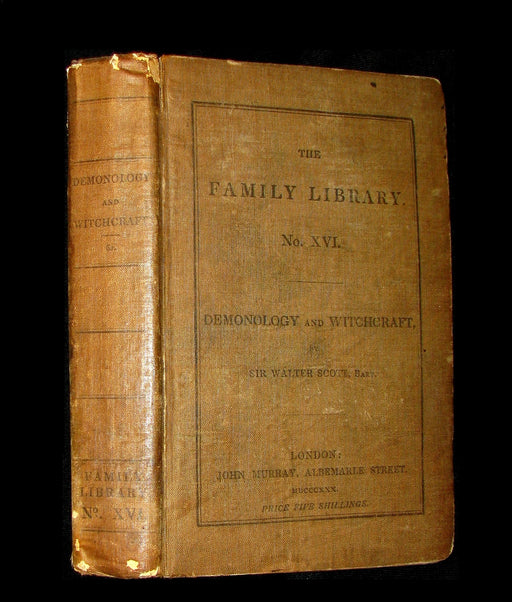 DEMONOLOGY
AND
WITCHCRAFT
5s.
FAMILY
LIBRARY
No. XVI
THE
FAMILY LIBRARY.
No. XVI.
DEMONOLOGY AND WITCHCRAFT,
BY
SIR WALTER SCOTT, BART.
LONDON:
JOHN MURRAY, ALBEMARLE STREET.
MDCCCXXX.
PRICE FIVE SHILLINGS.